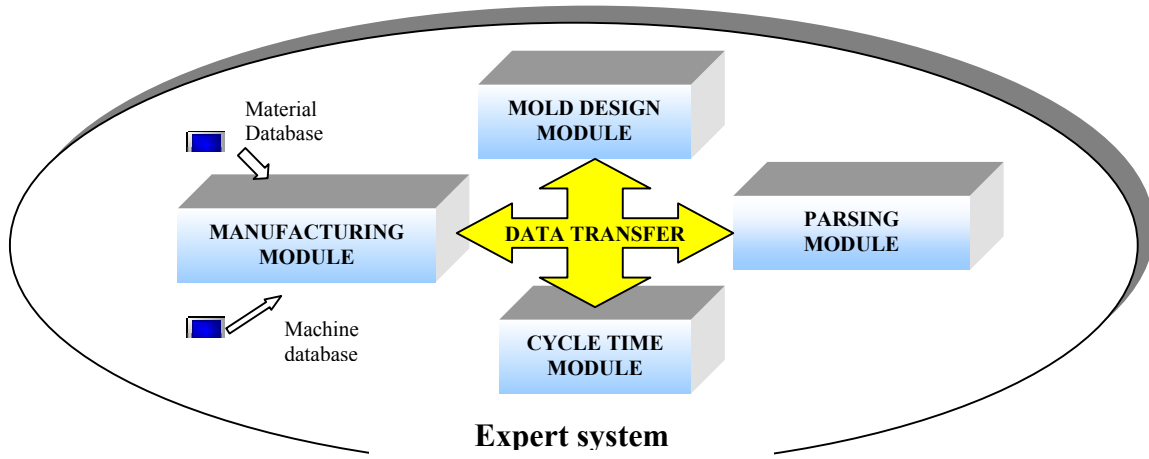 MOLD DESIGN
MODULE
Material
Database
MANUFACTURING
MODULE
DATA TRANSFER
PARSING
MODULE
Machine
database
CYCLE TIME
MODULE
Expert system